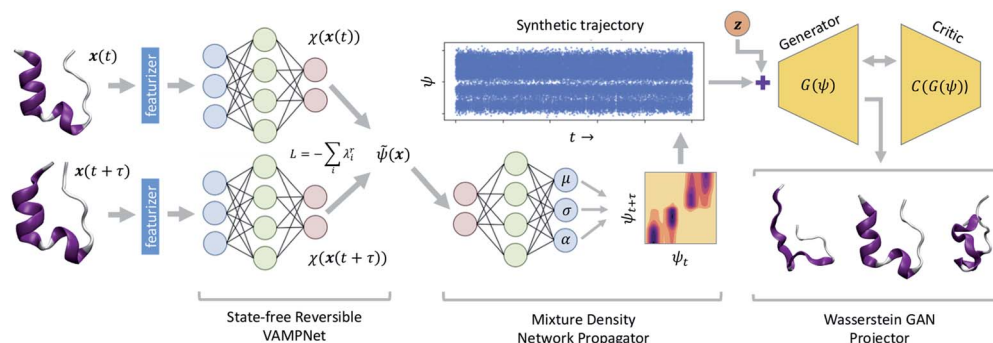 x(t)
featurizer
χ(x(t))
x(t + τ)
featurizer
χ(x(t + τ))
L = − ∑ᵢ λᵢʳ
ψ̃(x)
State-free Reversible
VAMPNet
Synthetic trajectory
ψ
t →
μ
σ
α
ψₜ₊τ
ψₜ
Mixture Density
Network Propagator
z
Generator
G(ψ)
Critic
C(G(ψ))
Wasserstein GAN
Projector